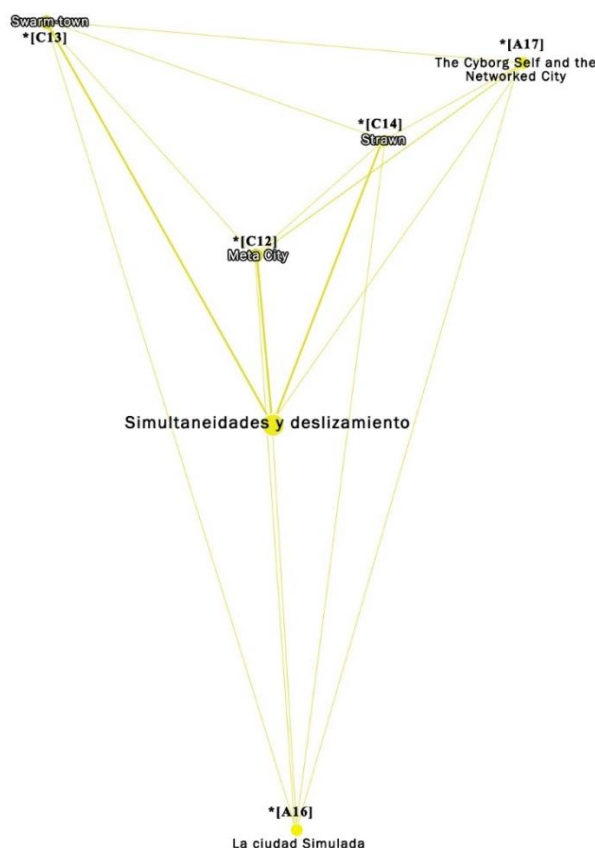 Swarm-town
*[C13]
*[A17]
The Cyborg Self and the
Networked City
*[C14]
Strawn
*[C12]
Meta City
Simultaneidades y deslizamiento
*[A16]
La ciudad Simulada